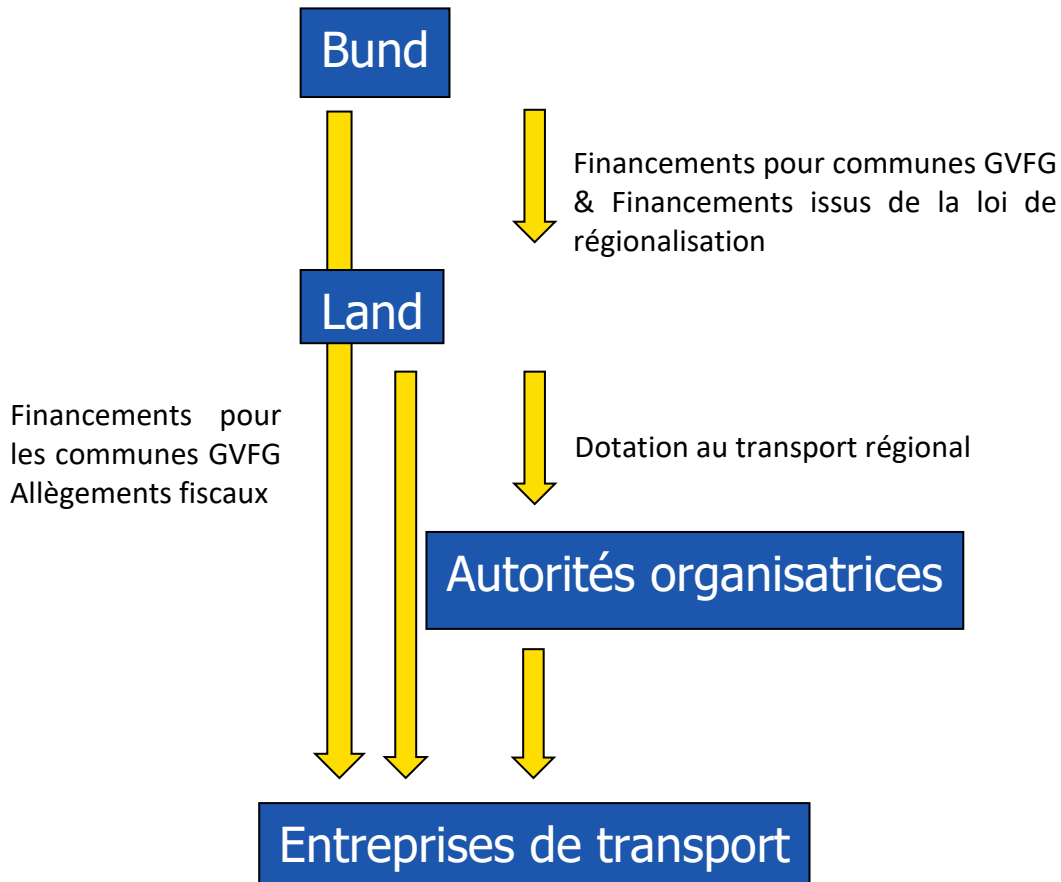 Bund
Financements pour communes GVFG
& Financements issus de la loi de
régionalisation
Land
Financements pour
les communes GVFG
Allègements fiscaux
Dotation au transport régional
Autorités organisatrices
Entreprises de transport